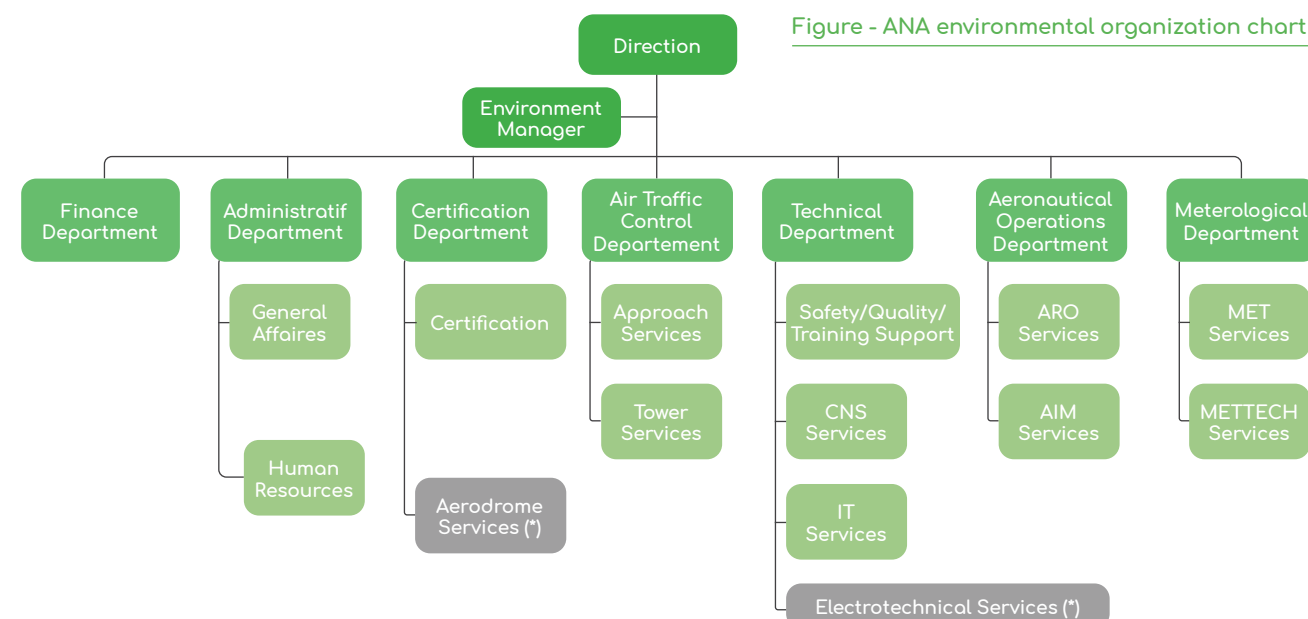 Figure - ANA environmental organization chart
Direction
Environment
Manager
Finance
Department
Administratif
Department
Certification
Department
Air Traffic
Control
Departement
Technical
Department
Aeronautical
Operations
Department
Meterological
Department
General
Affaires
Human
Resources
Certification
Aerodrome
Services (*)
Approach
Services
Tower
Services
Safety/Quality/
Training Support
CNS
Services
IT
Services
Electrotechnical Services (*)
ARO
Services
AIM
Services
MET
Services
METTECH
Services